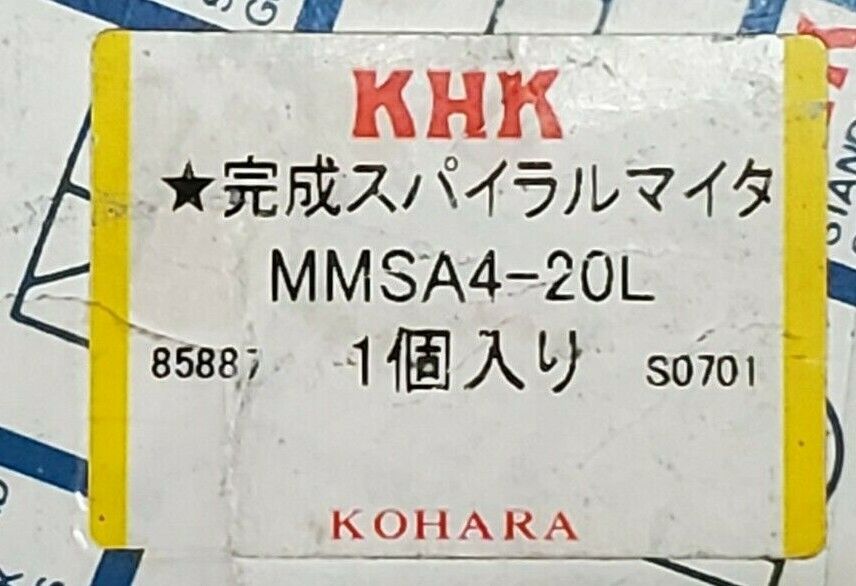 KHK
★完成スパイラルマイタ
MMSA4-20L
85887 1個入り S0701
KOHARA